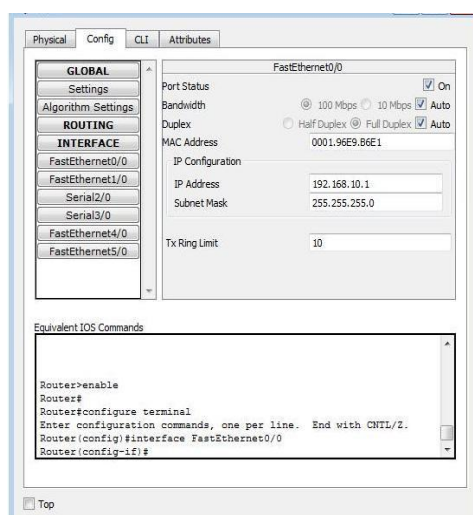 Physical Config CLI Attributes
GLOBAL
Settings
Algorithm Settings
ROUTING
INTERFACE
FastEthernet0/0
FastEthernet1/0
Serial2/0
Serial3/0
FastEthernet4/0
FastEthernet5/0
FastEthernet0/0
Port Status On
Bandwidth 100 Mbps 10 Mbps Auto
Duplex Half Duplex Full Duplex Auto
MAC Address 0001.96E9.B6E1
IP Configuration
IP Address 192.168.10.1
Subnet Mask 255.255.255.0
Tx Ring Limit 10
Equivalent IOS Commands
Router>enable
Router#
Router#configure terminal
Enter configuration commands, one per line. End with CNTL/Z.
Router(config)#interface FastEthernet0/0
Router(config-if)#
Top